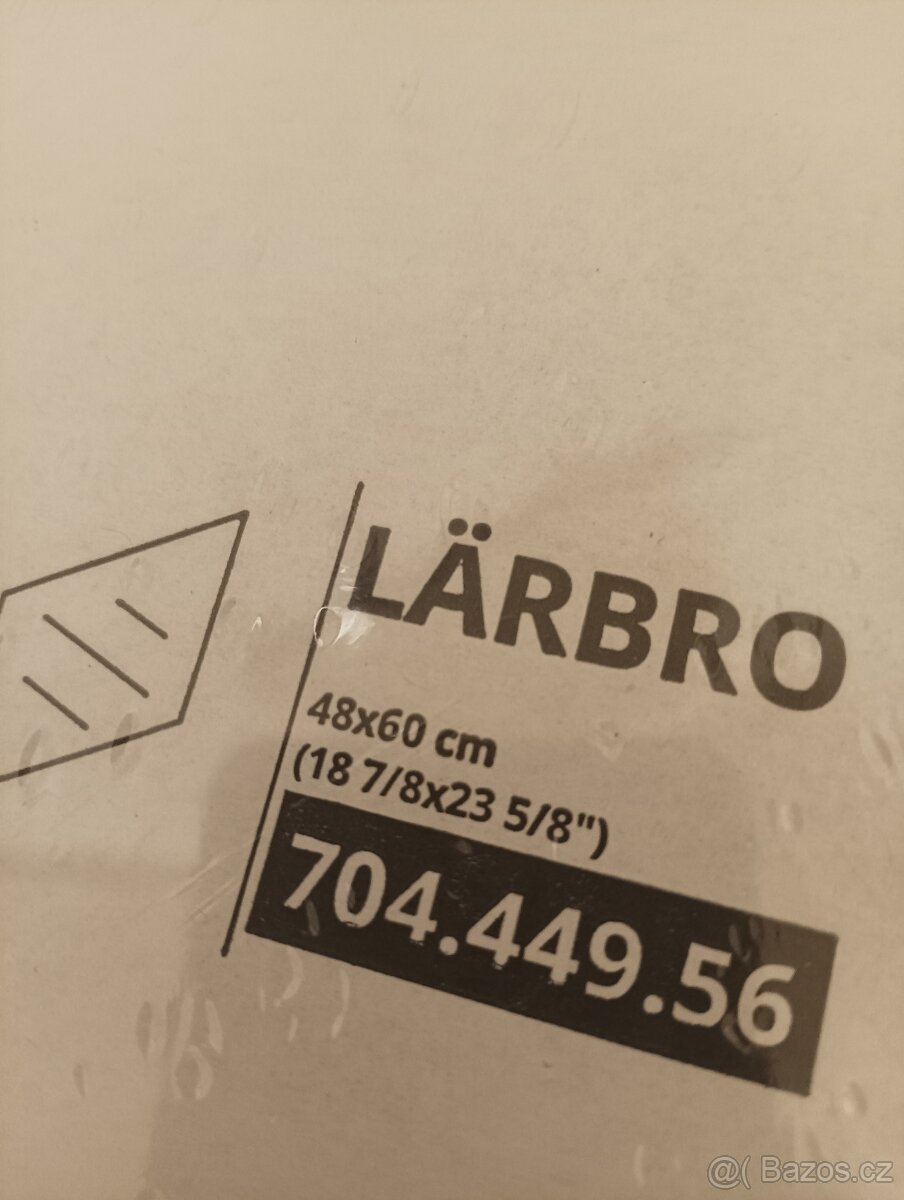 LÄRBRO
48x60 cm
(18 7/8x23 5/8")
704.449.56
@( Bazos.cz